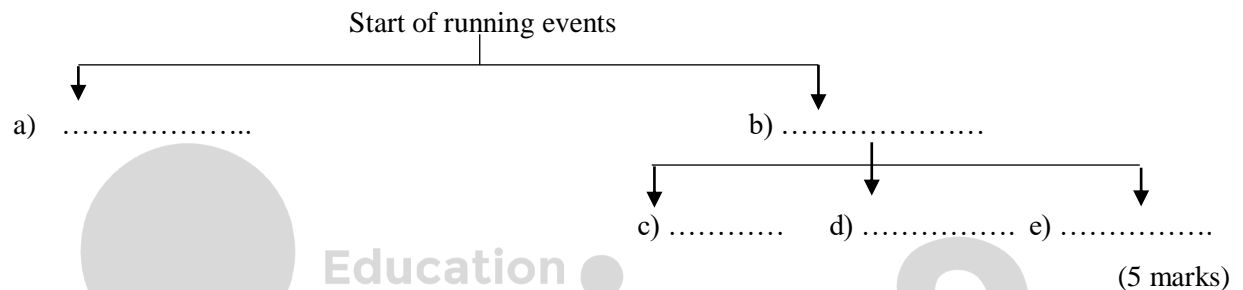 Start of running events
a) ………………..
b) …………………
c) …………
d) …………….
e) …………….
Education
(5 marks)